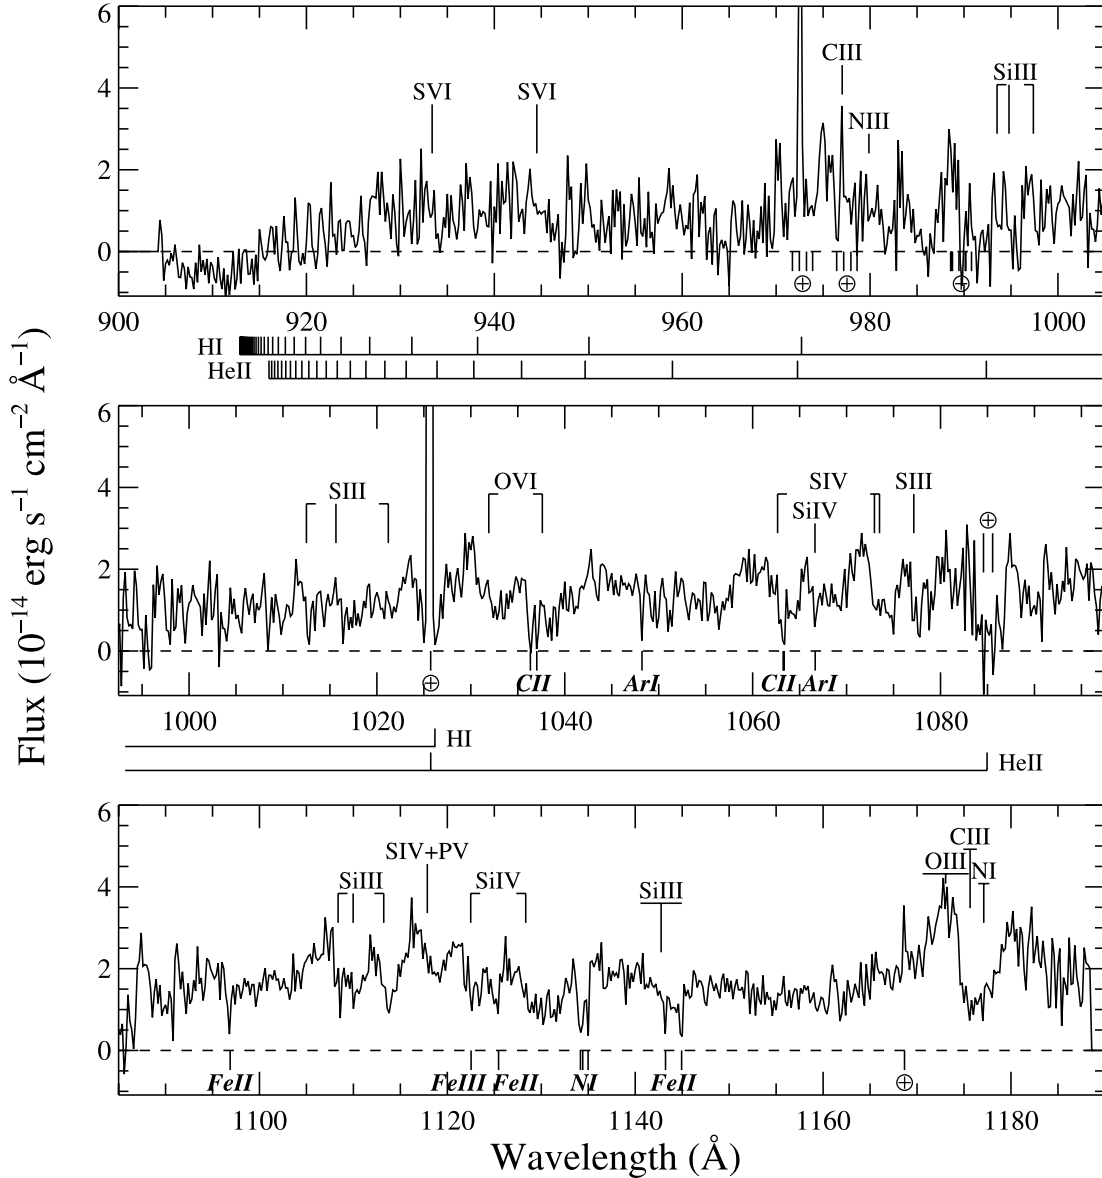 Flux (10⁻¹⁴ erg s⁻¹ cm⁻² Å⁻¹)
6
4
2
0
SVI
SVI
CIII
NIII
SiIII
⊕
⊕
⊕
900
920
940
960
980
1000
HI
HeII
6
4
2
0
SIII
OVI
SIV
SiIV
SIII
⊕
⊕
CII
ArI
CII
ArI
1000
1020
1040
1060
1080
HI
HeII
6
4
2
0
SiIII
SIV+PV
SiIV
SiIII
OIII
CIII
NI
FeII
FeIII
FeII
NI
FeII
⊕
1100
1120
1140
1160
1180
Wavelength (Å)